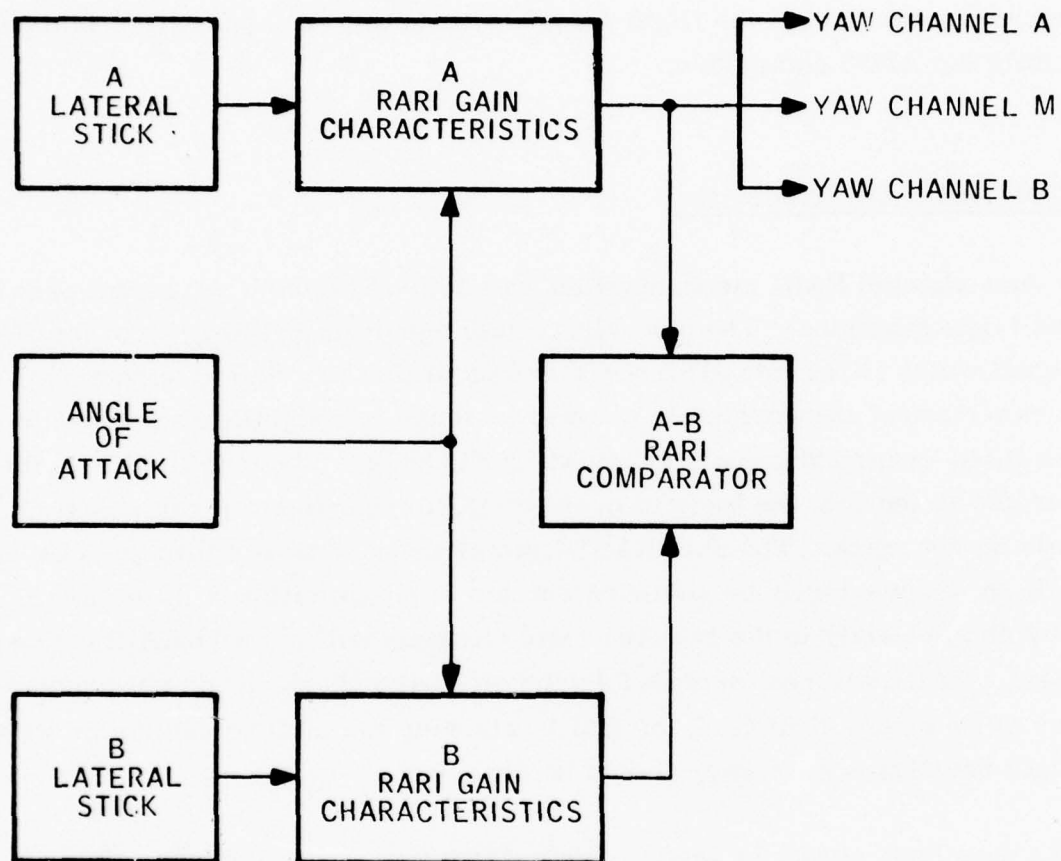 YAW CHANNEL A
A
LATERAL
STICK
A
RARI GAIN
CHARACTERISTICS
YAW CHANNEL M
YAW CHANNEL B
ANGLE
OF
ATTACK
A-B
RARI
COMPARATOR
B
LATERAL
STICK
B
RARI GAIN
CHARACTERISTICS